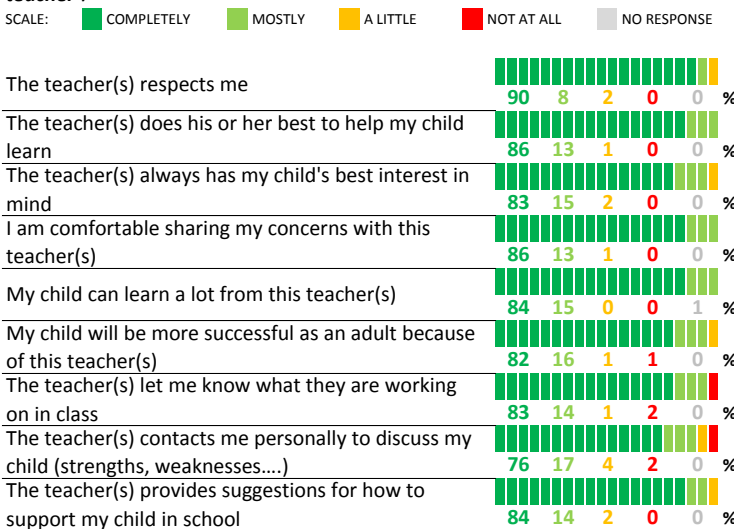 teacher?
SCALE: COMPLETELY MOSTLY A LITTLE NOT AT ALL NO RESPONSE
The teacher(s) respects me
90 8 2 0 0 %
The teacher(s) does his or her best to help my child
learn
86 13 1 0 0 %
The teacher(s) always has my child's best interest in
mind
83 15 2 0 0 %
I am comfortable sharing my concerns with this
teacher(s)
86 13 1 0 0 %
My child can learn a lot from this teacher(s)
84 15 0 0 1 %
My child will be more successful as an adult because
of this teacher(s)
82 16 1 1 0 %
The teacher(s) let me know what they are working
on in class
83 14 1 2 0 %
The teacher(s) contacts me personally to discuss my
child (strengths, weaknesses....)
76 17 4 2 0 %
The teacher(s) provides suggestions for how to
support my child in school
84 14 2 0 0 %